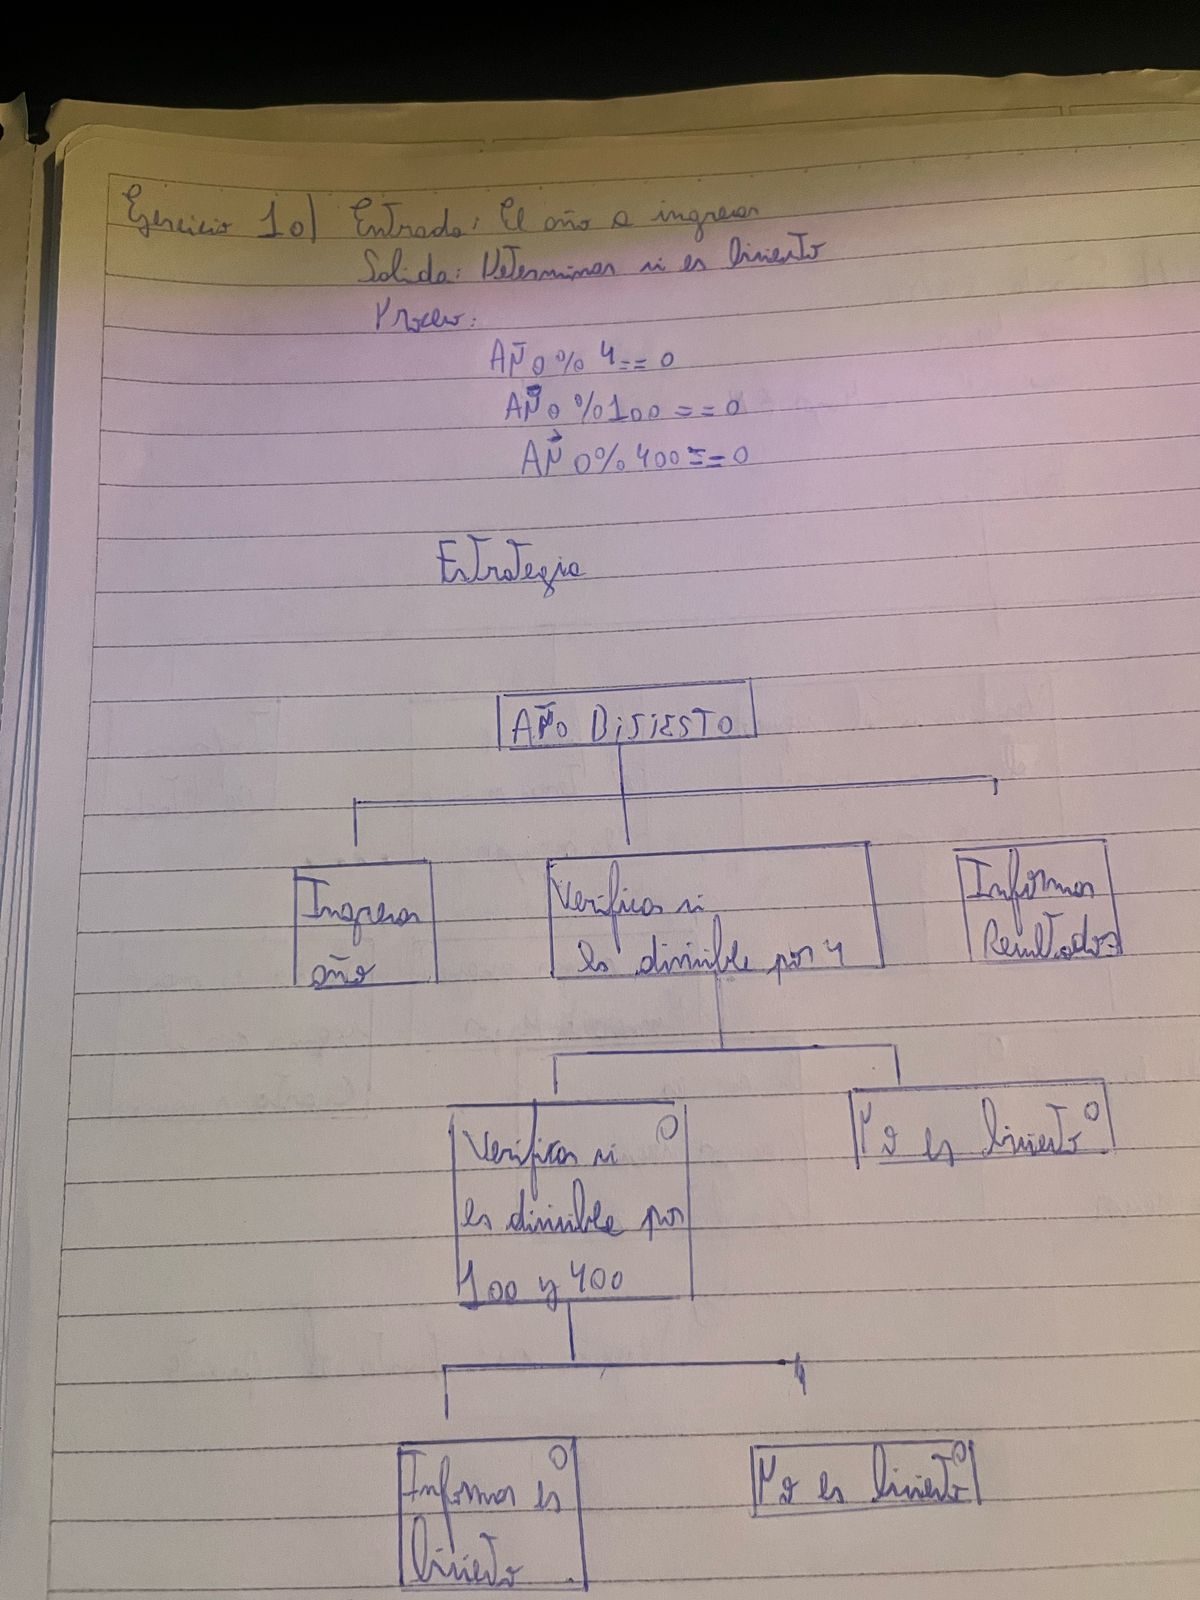 Ejercicio 10) Entrada: El año a ingresar
Salida: Determinar si es bisiesto
Proceso:
AÑO % 4 == 0
AÑO % 100 == 0
AÑO % 400 == 0
Estrategia
AÑO BISIESTO
Ingresar
año
Verificar si
es divisible por 4
Informar
Resultados
Verificar si
es divisible por
100 y 400
No es bisiesto
Informar es
bisiesto
No es bisiesto